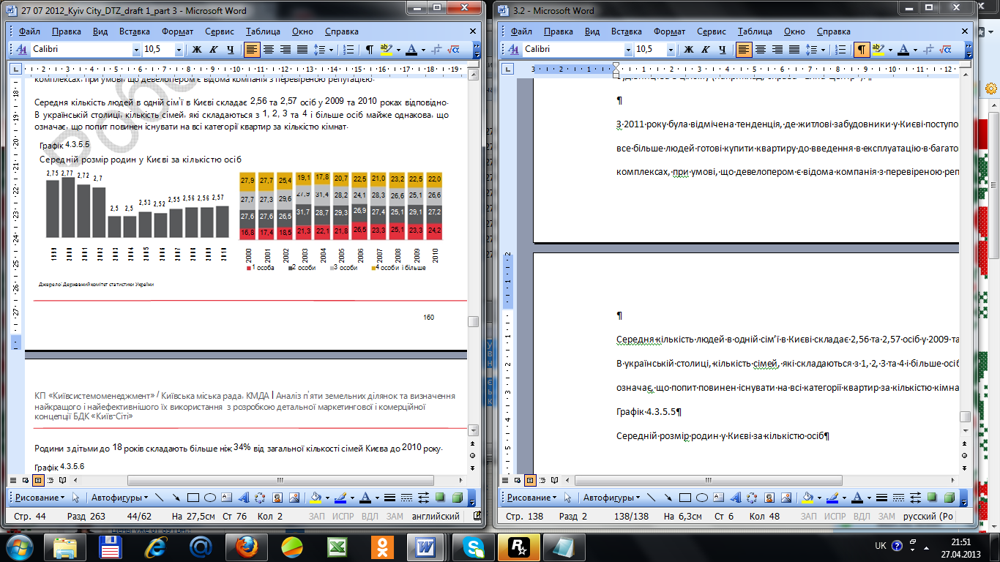 27 07 2012_Kyiv City_DTZ_draft 1_part 3 - Microsoft Word
Файл Правка Вид Вставка Формат Сервис Таблица Окно Справка
Calibri 10,5 Ж К Ч
комплексах, при умові, що девелопером є відома компанія з перевіреною репутацією.
Середня кількість людей в одній сім'ї в Києві складає 2,56 та 2,57 осіб у 2009 та 2010 роках відповідно.
В українській столиці, кількість сімей, які складаються з 1, 2, 3 та 4 і більше осіб майже однакова, що
означає, що попит повинен існувати на всі категорії квартир за кількістю кімнат.
Графік 4.3.5.5
Середній розмір родин у Києві за кількістю осіб
2,75 2,77 2,72 2,7 2,5 2,5 2,53 2,52 2,55 2,56 2,56 2,57
27,9 27,7 25,4 19,1 17,8 20,7 22,5 21,0 23,2 22,5 22,0
27,7 27,3 29,6 27,9 31,4 28,2 24,1 28,3 26,6 25,1 26,6
27,6 27,6 26,5 31,7 28,7 29,3 26,9 27,4 25,1 29,1 27,2
16,8 17,4 18,5 21,3 22,1 21,8 26,5 23,3 25,1 23,3 24,2
2000 2001 2002 2003 2004 2005 2006 2007 2008 2009 2010
1 особа 2 особи 3 особи 4 особи і більше
Джерело: Державний комітет статистики України
160
КП «Київсистемоменеджмент» / Київська міська рада, КМДА | Аналіз п'яти земельних ділянок та визначення
найкращого і найефективнішого їх використання з розробкою детальної маркетингової і комерційної
концепції БДК «Київ-Сіті»
Родини з дітьми до 18 років складають більше ніж 34% від загальної кількості сімей Києва до 2010 року.
Графік 4.3.5.6
Рисование Автофигуры
Стр. 44 Разд 263 44/62 На 27,5см Ст 76 Кол 2 ЗАП ИСПР ВДЛ ЗАМ английский
3.2 - Microsoft Word
Файл Правка Вид Вставка Формат Сервис Таблица Окно Справка
Calibri 10,5 Ж К Ч
¶
З 2011 року була відмічена тенденція, де житлові забудовники у Києві поступо
все більше людей готові купити квартиру до введення в експлуатацію в багато
комплексах, при умові, що девелопером є відома компанія з перевіреною реп
¶
Середня кількість людей в одній сім'ї в Києві складає 2,56 та 2,57 осіб у 2009 та
В українській столиці, кількість сімей, які складаються з 1, 2, 3 та 4 і більше осіб
означає, що попит повинен існувати на всі категорії квартир за кількістю кімна
Графік 4.3.5.5¶
Середній розмір родин у Києві за кількістю осіб¶
Рисование Автофигуры
Стр. 138 Разд 2 138/138 На 6,3см Ст 6 Кол 48 ЗАП ИСПР ВДЛ ЗАМ русский (Ро
UK 21:51
27.04.2013